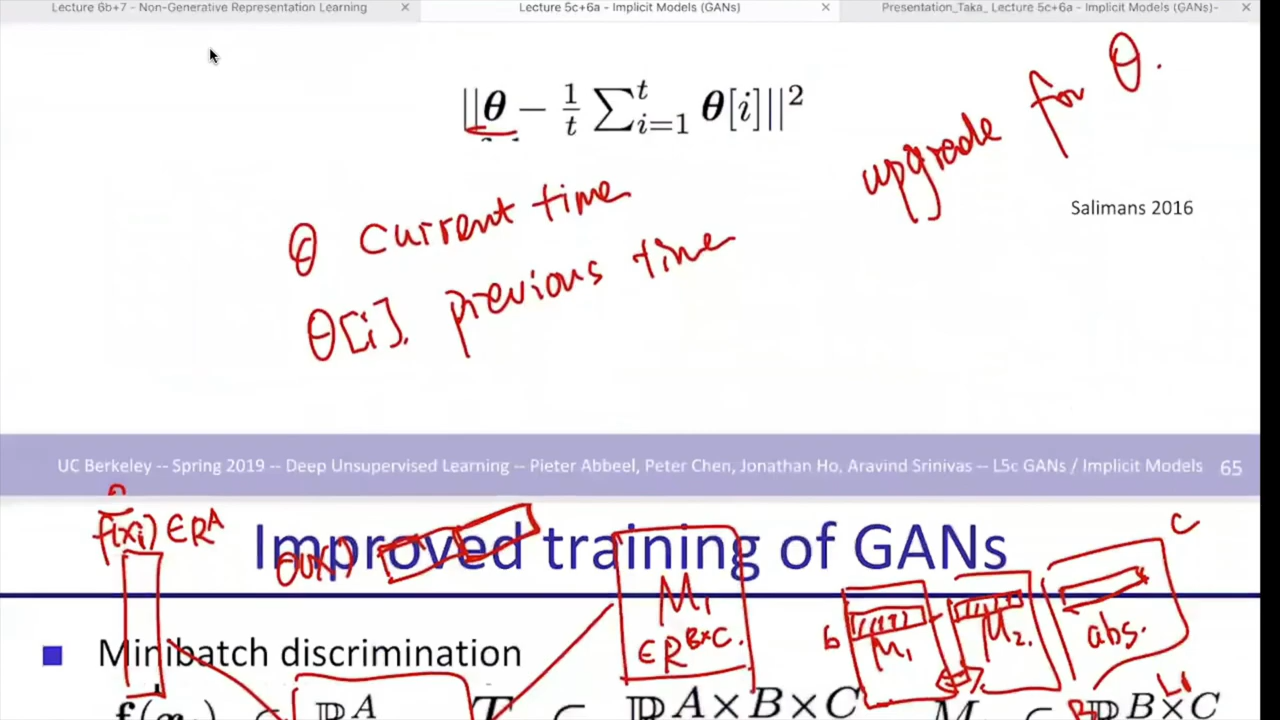 Lecture 6b+7 - Non-Generative Representation Learning × Lecture 5c+6a - Implicit Models (GANs) × Presentation_Taka_ Lecture 5c+6a - Implicit Models (GANs)- ×
||θ − 1/t ∑ᵗᵢ₌₁ θ[i]||²
upgrade for θ.
Salimans 2016
θ current time
θ[i]. previous time
UC Berkeley -- Spring 2019 -- Deep Unsupervised Learning -- Pieter Abbeel, Peter Chen, Jonathan Ho, Aravind Srinivas -- L5c GANs / Implicit Models 65
f(xi) ∈ R^A
Improved training of GANs
C
M₁
∈ R^B×C.
b
M₁
M₂.
abs.
L1
B
■ Minibatch discrimination
f(x ∈ ℝ^A T ∈ ℝ^A×B×C M ℝ^B×C